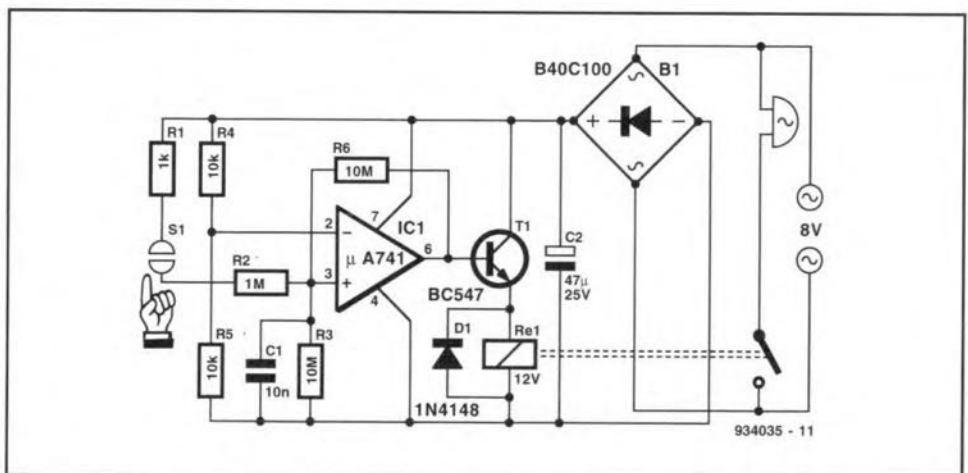 B40C100 B1
R1
1k
R4
10k
R6
10M
S1
R2
1M
2
3
7
4
6
−
+
IC1
μ A741
T1
BC547
C2
47μ
25V
+ −
8V
R5
10k
C1
10n
R3
10M
D1
1N4148
Re1
12V
934035 - 11